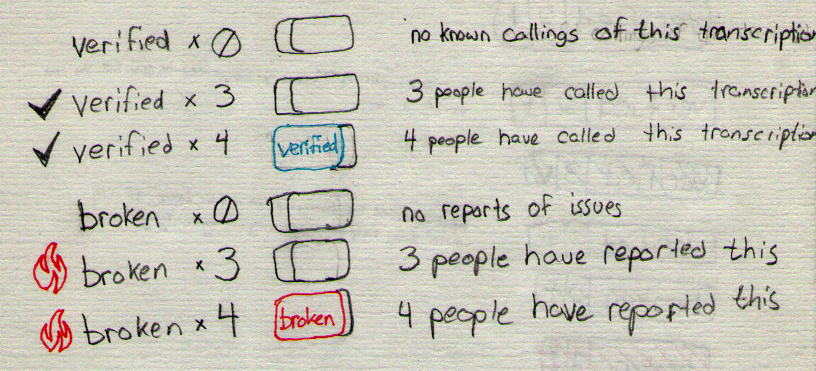 verified x 0 no known callings of this transcription
verified x 3 3 people have called this transcription
verified x 4 verified 4 people have called this transcription
broken x 0 no reports of issues
broken x 3 3 people have reported this
broken x 4 broken 4 people have reported this